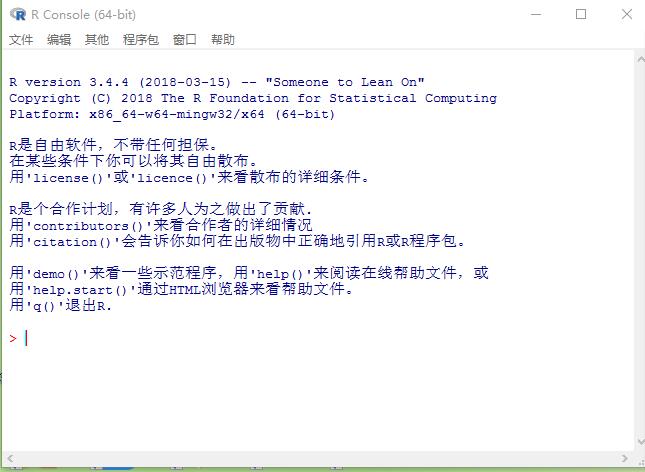 R Console (64-bit)
文件 编辑 其他 程序包 窗口 帮助
R version 3.4.4 (2018-03-15) -- "Someone to Lean On"
Copyright (C) 2018 The R Foundation for Statistical Computing
Platform: x86_64-w64-mingw32/x64 (64-bit)
R是自由软件，不带任何担保。
在某些条件下你可以将其自由散布。
用'license()'或'licence()'来看散布的详细条件。
R是个合作计划，有许多人为之做出了贡献.
用'contributors()'来看合作者的详细情况
用'citation()'会告诉你如何在出版物中正确地引用R或R程序包。
用'demo()'来看一些示范程序，用'help()'来阅读在线帮助文件，或
用'help.start()'通过HTML浏览器来看帮助文件。
用'q()'退出R.
>